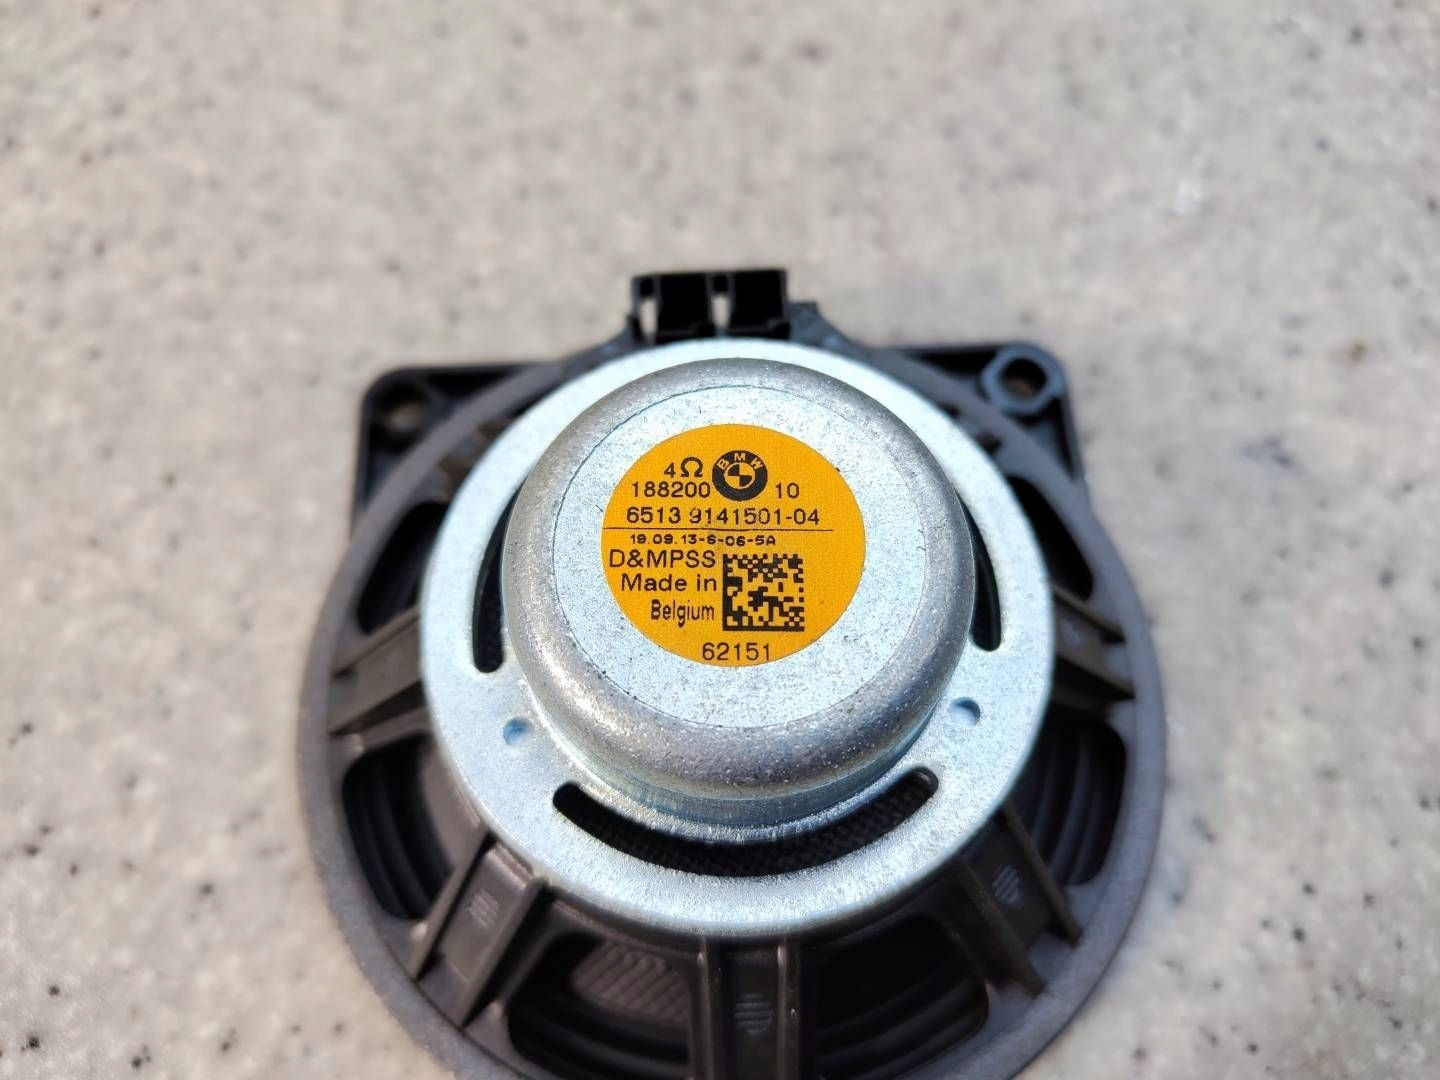 4Ω BMW
188200 10
6513 9141501-04
19.09.13-6-06-5A
D&MPSS
Made in
Belgium
62151